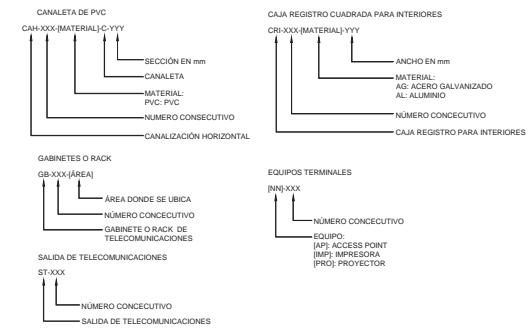 CANALETA DE PVC
CAH-XXX-[MATERIAL]-C-YYY
SECCIÓN EN mm
CANALETA
MATERIAL:
PVC: PVC
NUMERO CONSECUTIVO
CANALIZACIÓN HORIZONTAL
GABINETES O RACK
GB-XXX-[ÁREA]
ÁREA DONDE SE UBICA
NÚMERO CONCECUTIVO
GABINETE O RACK DE
TELECOMUNICACIONES
SALIDA DE TELECOMUNICACIONES
ST-XXX
NÚMERO CONCECUTIVO
SALIDA DE TELECOMUNICACIONES
CAJA REGISTRO CUADRADA PARA INTERIORES
CRI-XXX-[MATERIAL]-YYY
ANCHO EN mm
MATERIAL:
AG: ACERO GALVANIZADO
AL: ALUMINIO
NÚMERO CONCECUTIVO
CAJA REGISTRO PARA INTERIORES
EQUIPOS TERMINALES
[NN]-XXX
NÚMERO CONCECUTIVO
EQUIPO:
[AP]: ACCESS POINT
[IMP]: IMPRESORA
[PRO]: PROYECTOR